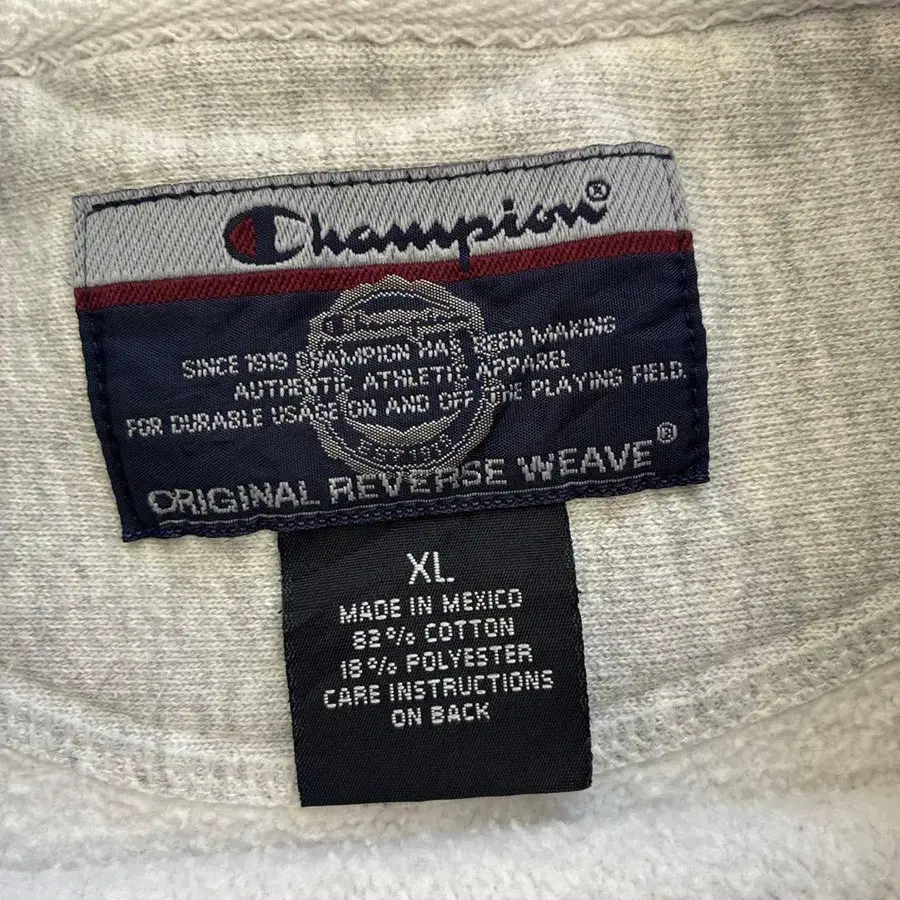 Champion®
Champion
SINCE 1919 CHAMPION HAS BEEN MAKING
AUTHENTIC ATHLETIC APPAREL
FOR DURABLE USAGE ON AND OFF THE PLAYING FIELD.
ORIGINAL REVERSE WEAVE®
XL
MADE IN MEXICO
82% COTTON
18% POLYESTER
CARE INSTRUCTIONS
ON BACK